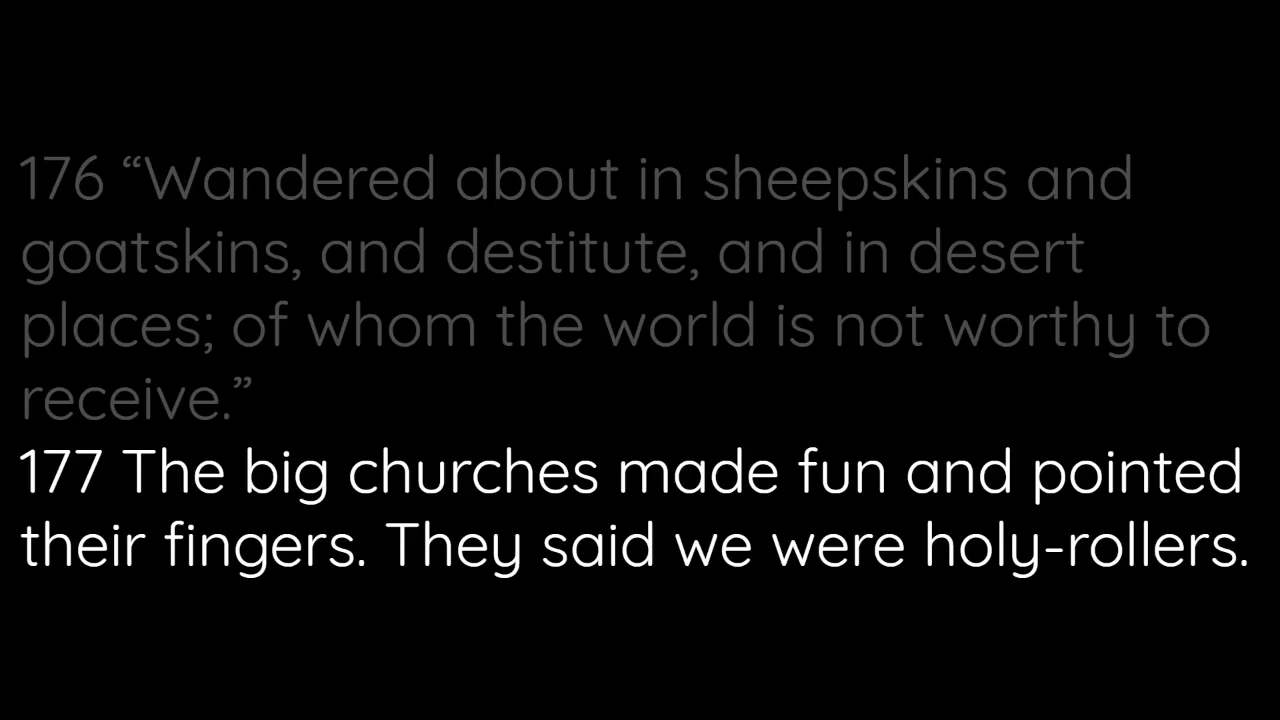 176 “Wandered about in sheepskins and
goatskins, and destitute, and in desert
places; of whom the world is not worthy to
receive.”
177 The big churches made fun and pointed
their fingers. They said we were holy-rollers.